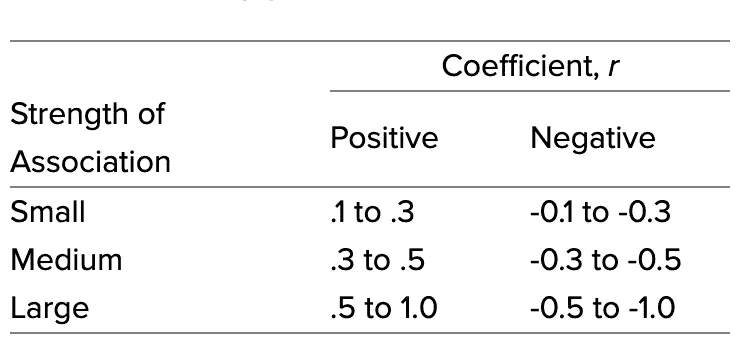 Coefficient, r
Strength of
Association
Positive Negative
Small .1 to .3 -0.1 to -0.3
Medium .3 to .5 -0.3 to -0.5
Large .5 to 1.0 -0.5 to -1.0